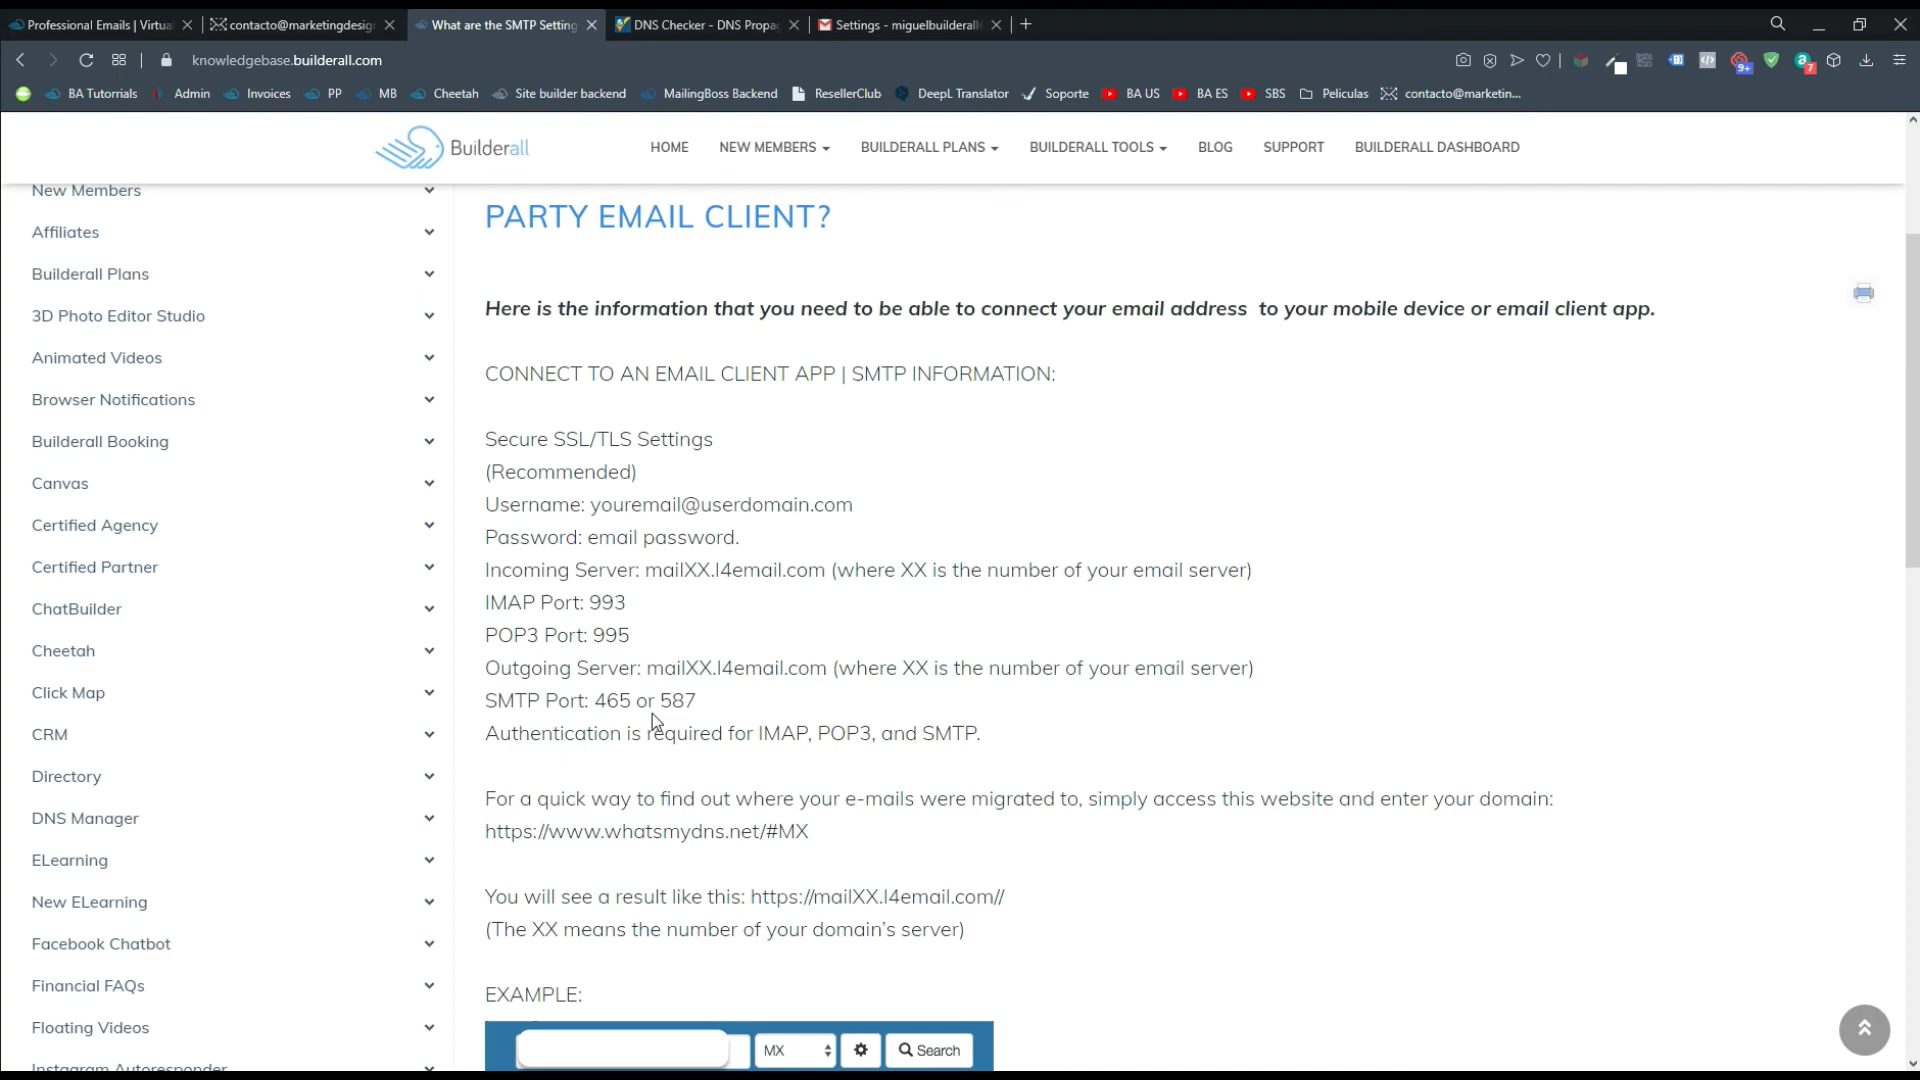 Professional Emails | Virtua
contacto@marketingdesig
What are the SMTP Setting
DNS Checker - DNS Propag
Settings - miguelbuilderall
knowledgebase.builderall.com
9+
7
BA Tutorrials
Admin
Invoices
PP
MB
Cheetah
Site builder backend
MailingBoss Backend
ResellerClub
DeepL Translator
Soporte
BA US
BA ES
SBS
Peliculas
contacto@marketin...
Builderall
HOME
NEW MEMBERS
BUILDERALL PLANS
BUILDERALL TOOLS
BLOG
SUPPORT
BUILDERALL DASHBOARD
New Members
Affiliates
Builderall Plans
3D Photo Editor Studio
Animated Videos
Browser Notifications
Builderall Booking
Canvas
Certified Agency
Certified Partner
ChatBuilder
Cheetah
Click Map
CRM
Directory
DNS Manager
ELearning
New ELearning
Facebook Chatbot
Financial FAQs
Floating Videos
Instagram Autoresponder
PARTY EMAIL CLIENT?
Here is the information that you need to be able to connect your email address to your mobile device or email client app.
CONNECT TO AN EMAIL CLIENT APP | SMTP INFORMATION:
Secure SSL/TLS Settings
(Recommended)
Username: youremail@userdomain.com
Password: email password.
Incoming Server: mailXX.l4email.com (where XX is the number of your email server)
IMAP Port: 993
POP3 Port: 995
Outgoing Server: mailXX.l4email.com (where XX is the number of your email server)
SMTP Port: 465 or 587
Authentication is required for IMAP, POP3, and SMTP.
For a quick way to find out where your e-mails were migrated to, simply access this website and enter your domain:
https://www.whatsmydns.net/#MX
You will see a result like this: https://mailXX.l4email.com//
(The XX means the number of your domain's server)
EXAMPLE:
MX
Search